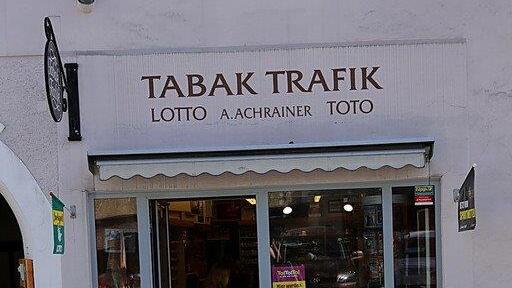 TABAK TRAFIK
LOTTO A.ACHRAINER TOTO